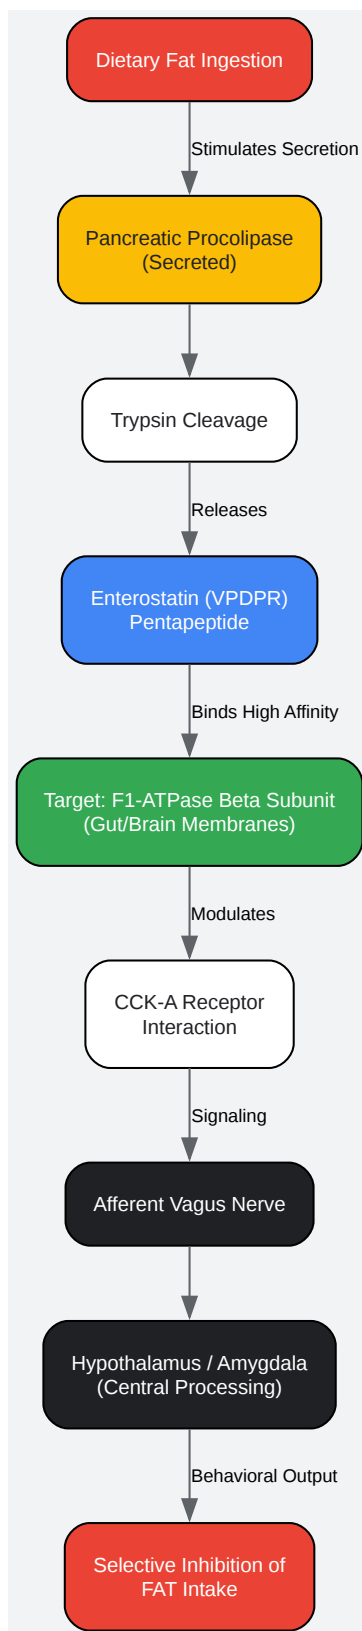 Dietary Fat Ingestion
Stimulates Secretion
Pancreatic Procolipase
(Secreted)
Trypsin Cleavage
Releases
Enterostatin (VPDPR)
Pentapeptide
Binds High Affinity
Target: F1-ATPase Beta Subunit
(Gut/Brain Membranes)
Modulates
CCK-A Receptor
Interaction
Signaling
Afferent Vagus Nerve
Hypothalamus / Amygdala
(Central Processing)
Behavioral Output
Selective Inhibition of
FAT Intake